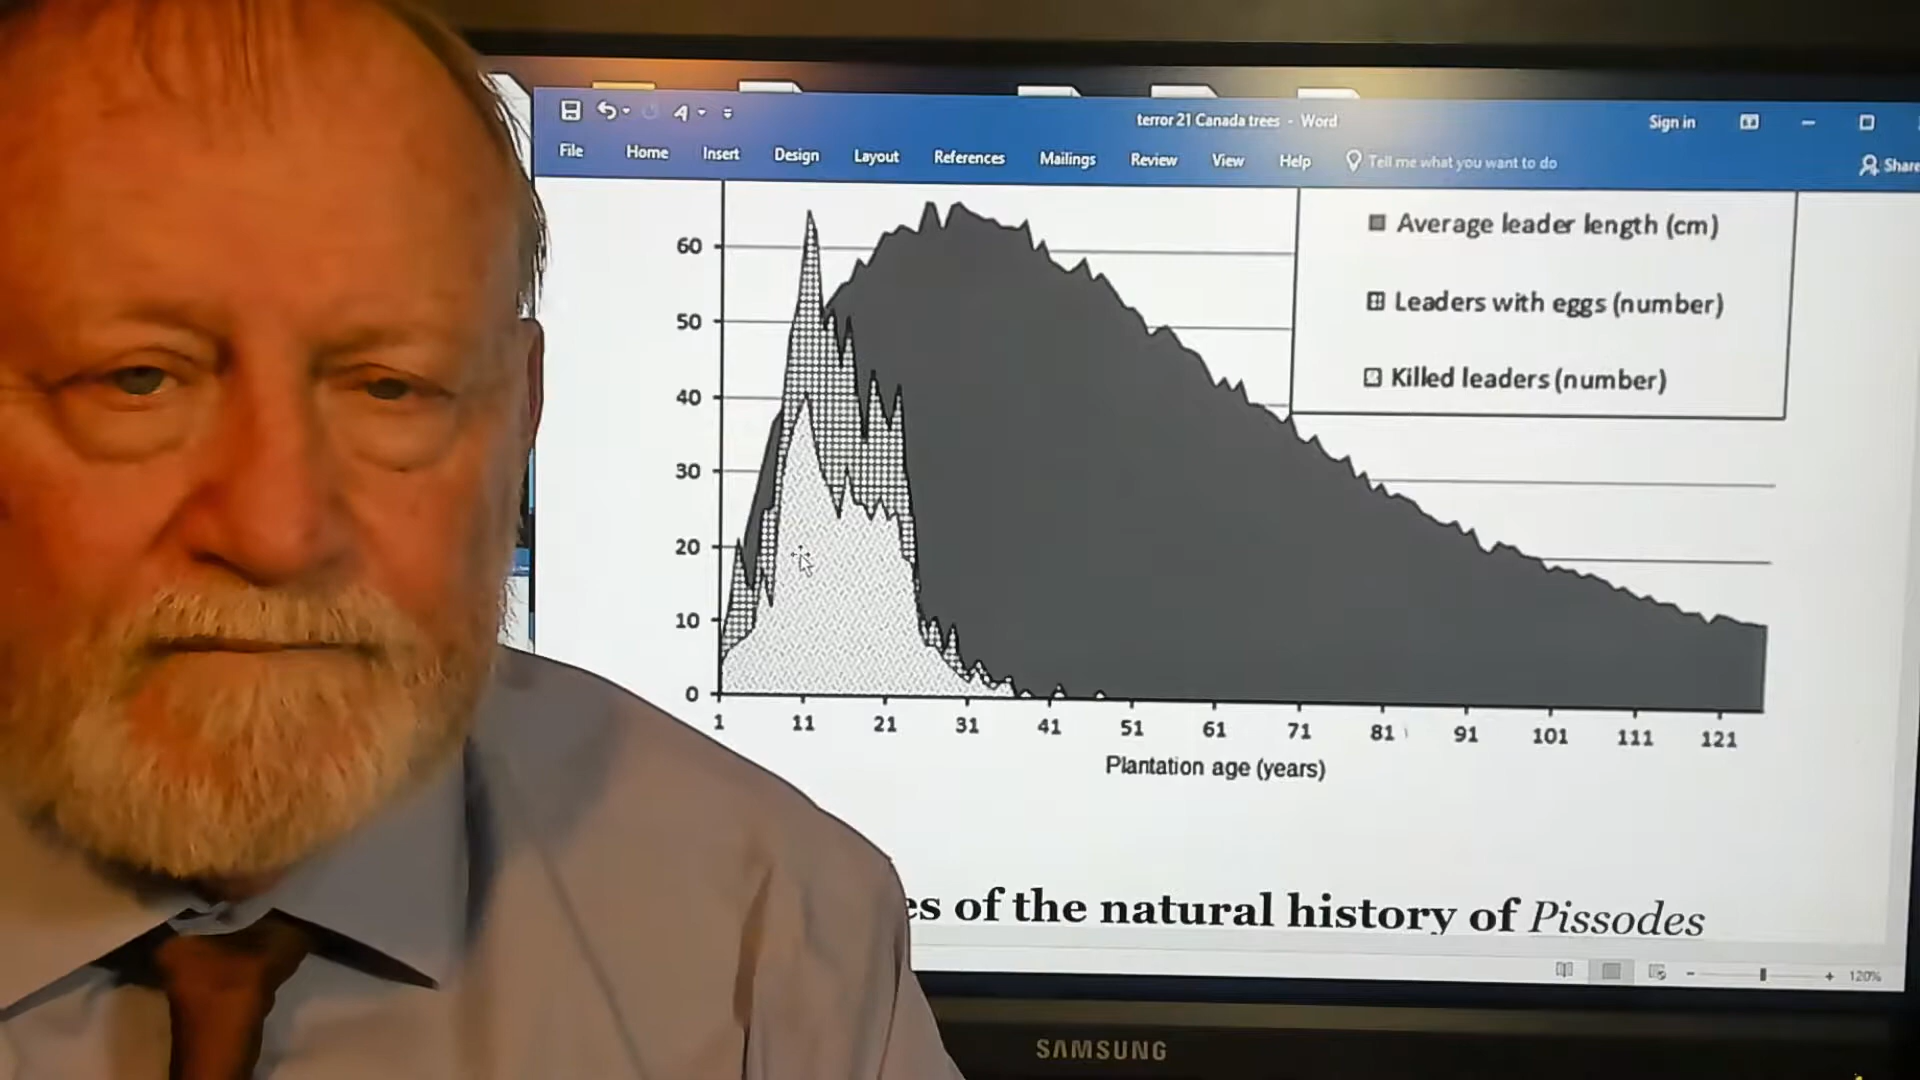 terror 21 Canada trees - Word
Sign in
File Home Insert Design Layout References Mailings Review View Help Tell me what you want to do
Share
Average leader length (cm)
Leaders with eggs (number)
Killed leaders (number)
60
50
40
30
20
10
0
1 11 21 31 41 51 61 71 81 91 101 111 121
Plantation age (years)
es of the natural history of Pissodes
120%
SAMSUNG